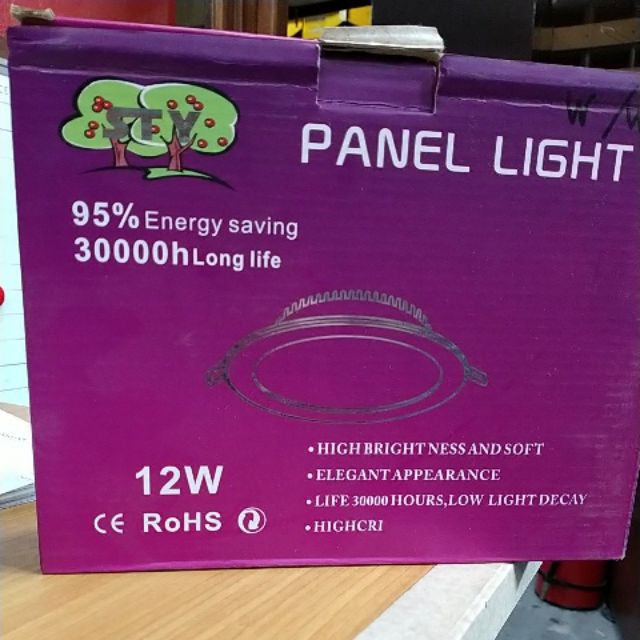 STY
PANEL LIGHT
95% Energy saving
30000h Long life
12W
CE RoHS
•HIGH BRIGHT NESS AND SOFT
•ELEGANT APPEARANCE
•LIFE 30000 HOURS,LOW LIGHT DECAY
•HIGHCRI